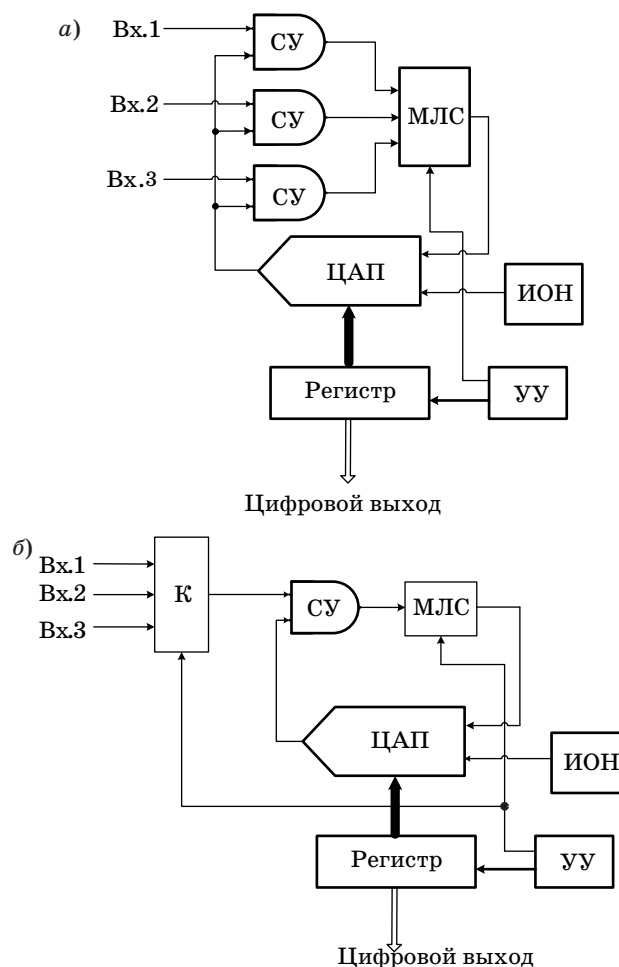 а)
Вх.1
СУ
Вх.2
СУ
МЛС
Вх.3
СУ
ЦАП
ИОН
Регистр
УУ
Цифровой выход
б)
Вх.1
Вх.2
К
СУ
МЛС
Вх.3
ЦАП
ИОН
Регистр
УУ
Цифровой выход